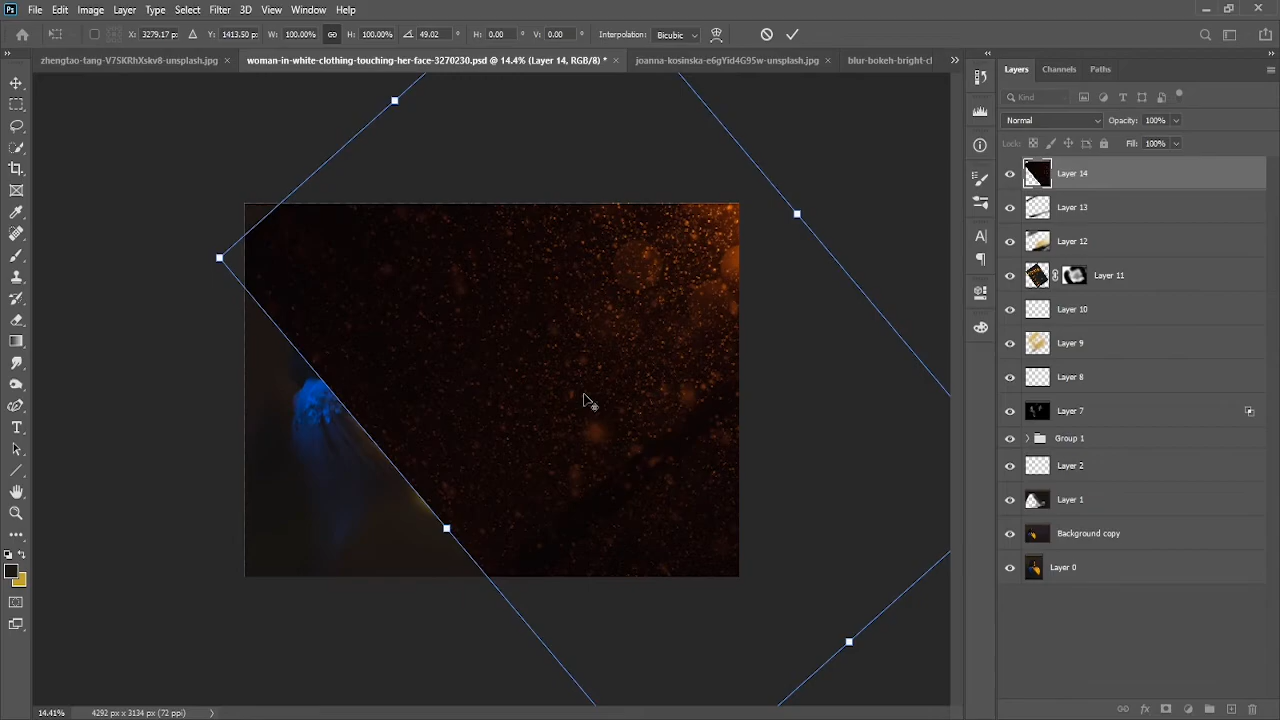 Ps File Edit Image Layer Type Select Filter 3D View Window Help
X: 3279.17 px Y: 1413.50 px W: 100.00% H: 100.00% 49.02 ° H: 0.00 ° V: 0.00 ° Interpolation: Bicubic
zhengtao-tang-V7SKRhXskvf-unsplash.jpg × woman-in-white-clothing-touching-her-face-3270230.psd @ 14.4% (Layer 14, RGB/8) * × joanna-kosinska-e6gYid4G95w-unsplash.jpg × blur-bokeh-bright-cl
Layers Channels Paths
Kind
Normal Opacity: 100%
Lock: Fill: 100%
Layer 14
Layer 13
Layer 12
Layer 11
Layer 10
Layer 9
Layer 8
Layer 7
Group 1
Layer 2
Layer 1
Background copy
Layer 0
14.41% 4292 px x 3134 px (72 ppi)